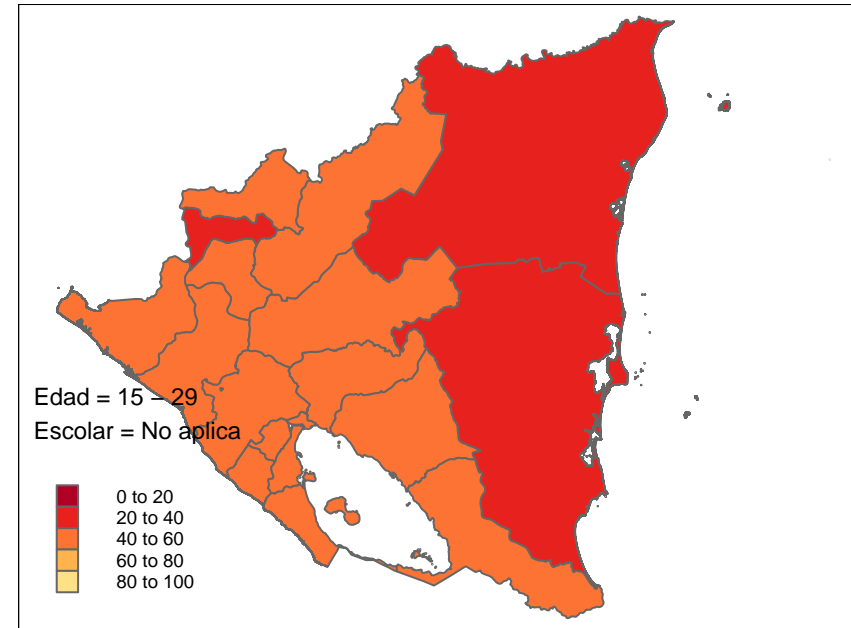 Edad = 15 – 29
Escolar = No aplica
0 to 20
20 to 40
40 to 60
60 to 80
80 to 100